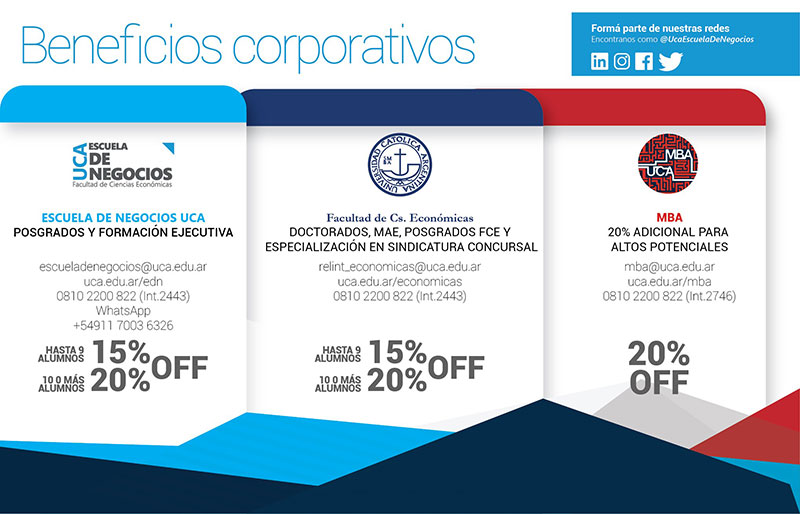 Beneficios corporativos
Formá parte de nuestras redes
Encontranos como @UcaEscuelaDeNegocios
UCA ESCUELA
DE
NEGOCIOS
Facultad de Ciencias Económicas
ESCUELA DE NEGOCIOS UCA
POSGRADOS Y FORMACIÓN EJECUTIVA
escueladenegocios@uca.edu.ar
uca.edu.ar/edn
0810 2200 822 (Int.2443)
WhatsApp
+54911 7003 6326
HASTA 9
ALUMNOS
15%
10 O MÁS
ALUMNOS
20%
OFF
UNIVERSIDAD CATOLICA ARGENTINA
Facultad de Cs. Económicas
DOCTORADOS, MAE, POSGRADOS FCE Y
ESPECIALIZACIÓN EN SINDICATURA CONCURSAL
relint_economicas@uca.edu.ar
uca.edu.ar/economicas
0810 2200 822 (Int.2443)
HASTA 9
ALUMNOS
15%
10 O MÁS
ALUMNOS
20%
OFF
MBA
UCA
MBA
20% ADICIONAL PARA
ALTOS POTENCIALES
mba@uca.edu.ar
uca.edu.ar/mba
0810 2200 822 (Int.2746)
20%
OFF